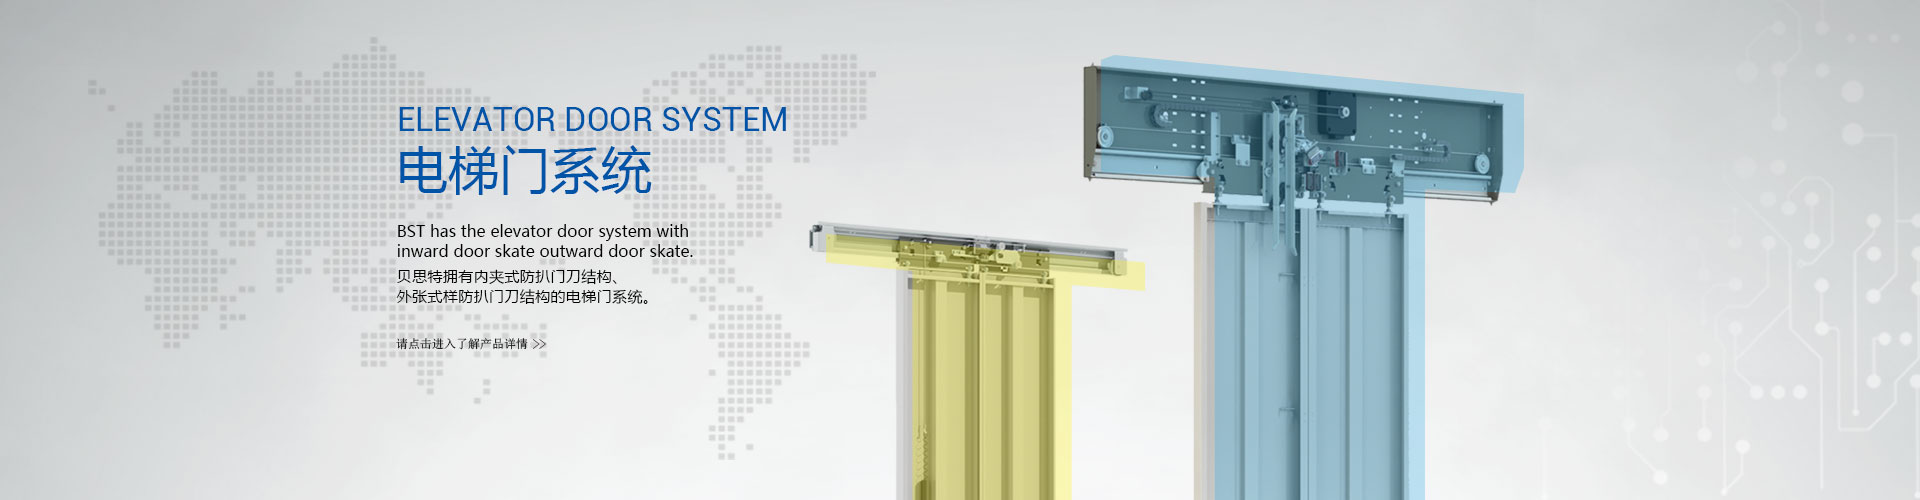 ELEVATOR DOOR SYSTEM
电梯门系统
BST has the elevator door system with
inward door skate outward door skate.
贝思特拥有内夹式防扒门刀结构、
外张式样防扒门刀结构的电梯门系统。
请点击进入了解产品详情 >>